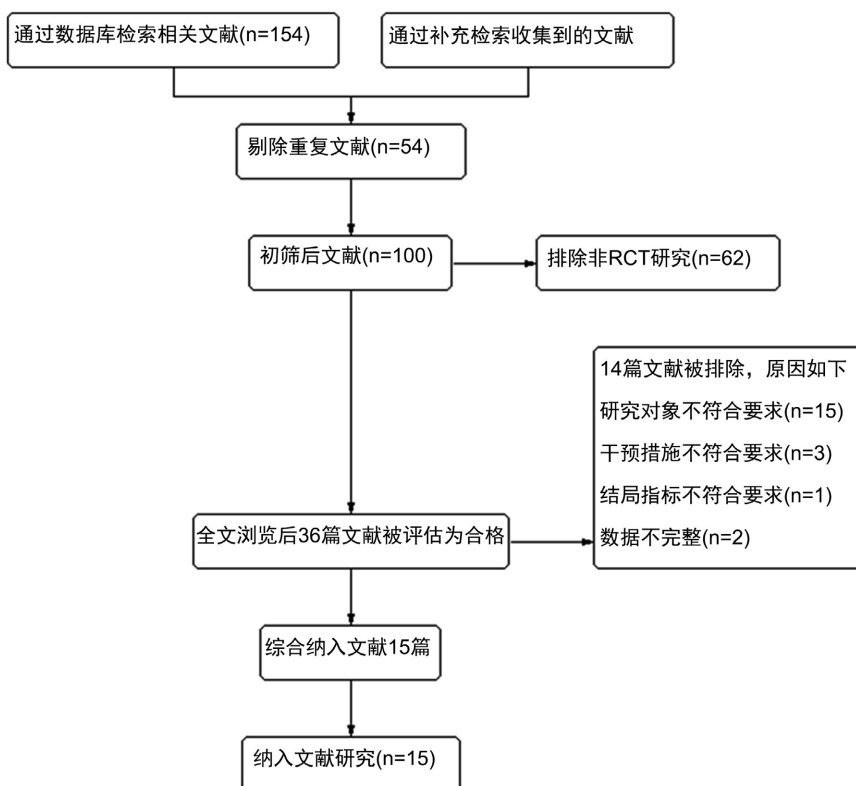 通过数据库检索相关文献(n=154)
通过补充检索收集到的文献
剔除重复文献(n=54)
初筛后文献(n=100)
排除非RCT研究(n=62)
14篇文献被排除，原因如下
研究对象不符合要求(n=15)
干预措施不符合要求(n=3)
结局指标不符合要求(n=1)
数据不完整(n=2)
全文浏览后36篇文献被评估为合格
综合纳入文献15篇
纳入文献研究(n=15)